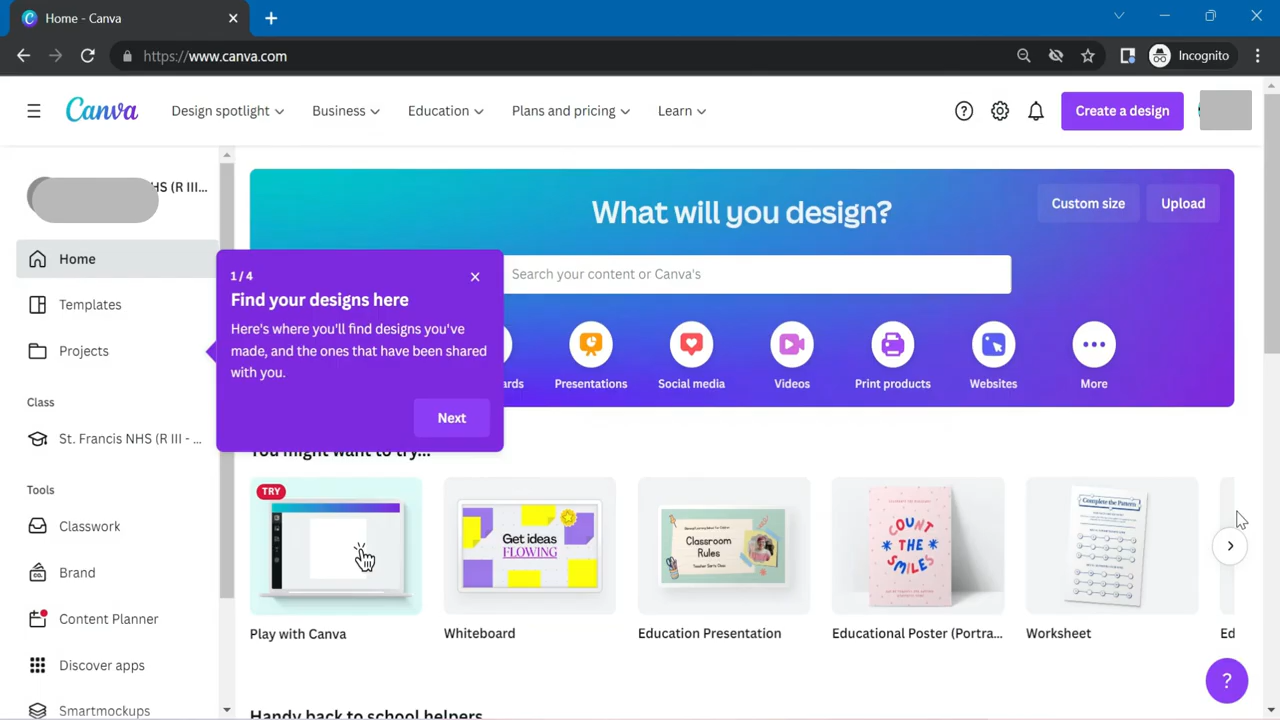 Home - Canva
https://www.canva.com
Incognito
Canva
Design spotlight
Business
Education
Plans and pricing
Learn
Create a design
HS (R III...
Home
Templates
Projects
Class
St. Francis NHS (R III - ...
Tools
Classwork
Brand
Content Planner
Discover apps
Smartmockups
What will you design?
Custom size
Upload
Search your content or Canva's
1 / 4
Find your designs here
Here's where you'll find designs you've
made, and the ones that have been shared
with you.
Next
ards
Presentations
Social media
Videos
Print products
Websites
More
You might want to try...
TRY
Get ideas
FLOWING
Classroom
Rules
COUNT
THE
SMILES
Complete the Pattern
Play with Canva
Whiteboard
Education Presentation
Educational Poster (Portra...
Worksheet
Ed
?
Handy back to school helpers